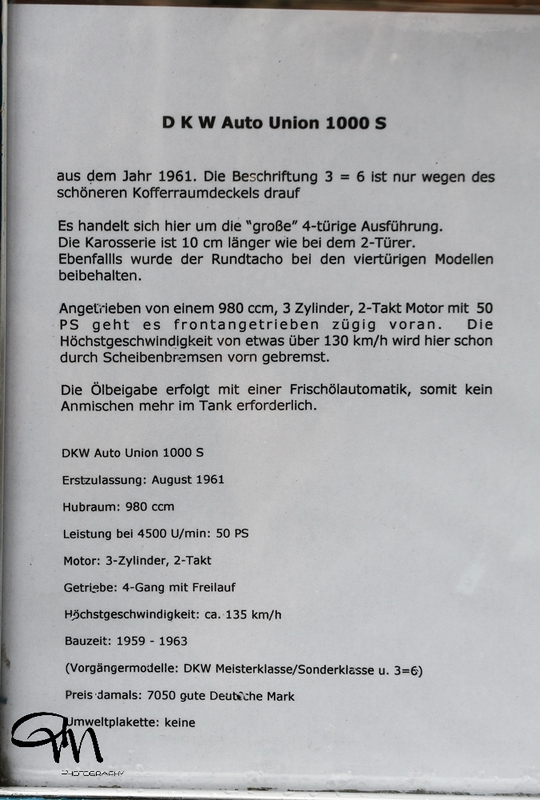 D K W Auto Union 1000 S
aus dem Jahr 1961. Die Beschriftung 3 = 6 ist nur wegen des
schöneren Kofferraumdeckels drauf
Es handelt sich hier um die "große" 4-türige Ausführung.
Die Karosserie ist 10 cm länger wie bei dem 2-Türer.
Ebenfallls wurde der Rundtacho bei den viertürigen Modellen
beibehalten.
Angetrieben von einem 980 ccm, 3 Zylinder, 2-Takt Motor mit 50
PS geht es frontangetrieben zügig voran. Die
Höchstgeschwindigkeit von etwas über 130 km/h wird hier schon
durch Scheibenbremsen vorn gebremst.
Die Ölbeigabe erfolgt mit einer Frischölautomatik, somit kein
Anmischen mehr im Tank erforderlich.
DKW Auto Union 1000 S
Erstzulassung: August 1961
Hubraum: 980 ccm
Leistung bei 4500 U/min: 50 PS
Motor: 3-Zylinder, 2-Takt
Getriebe: 4-Gang mit Freilauf
Höchstgeschwindigkeit: ca. 135 km/h
Bauzeit: 1959 - 1963
(Vorgängermodelle: DKW Meisterklasse/Sonderklasse u. 3=6)
Preis damals: 7050 gute Deutsche Mark
Umweltplakette: keine
PHOTOGRAPHY